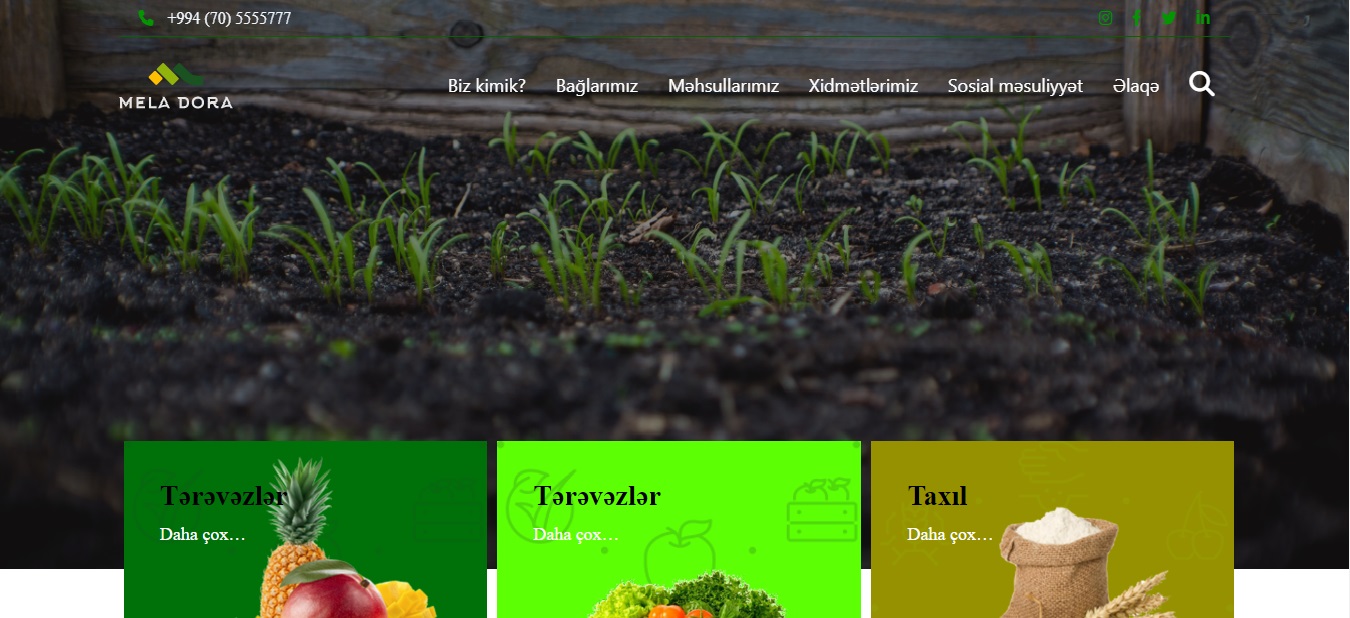 +994 (70) 5555777
MELA DORA
Biz kimik? Bağlarımız Məhsullarımız Xidmətlərimiz Sosial məsuliyyət Əlaqə
Tərəvəzlər
Daha çox…
Tərəvəzlər
Daha çox…
Taxıl
Daha çox…